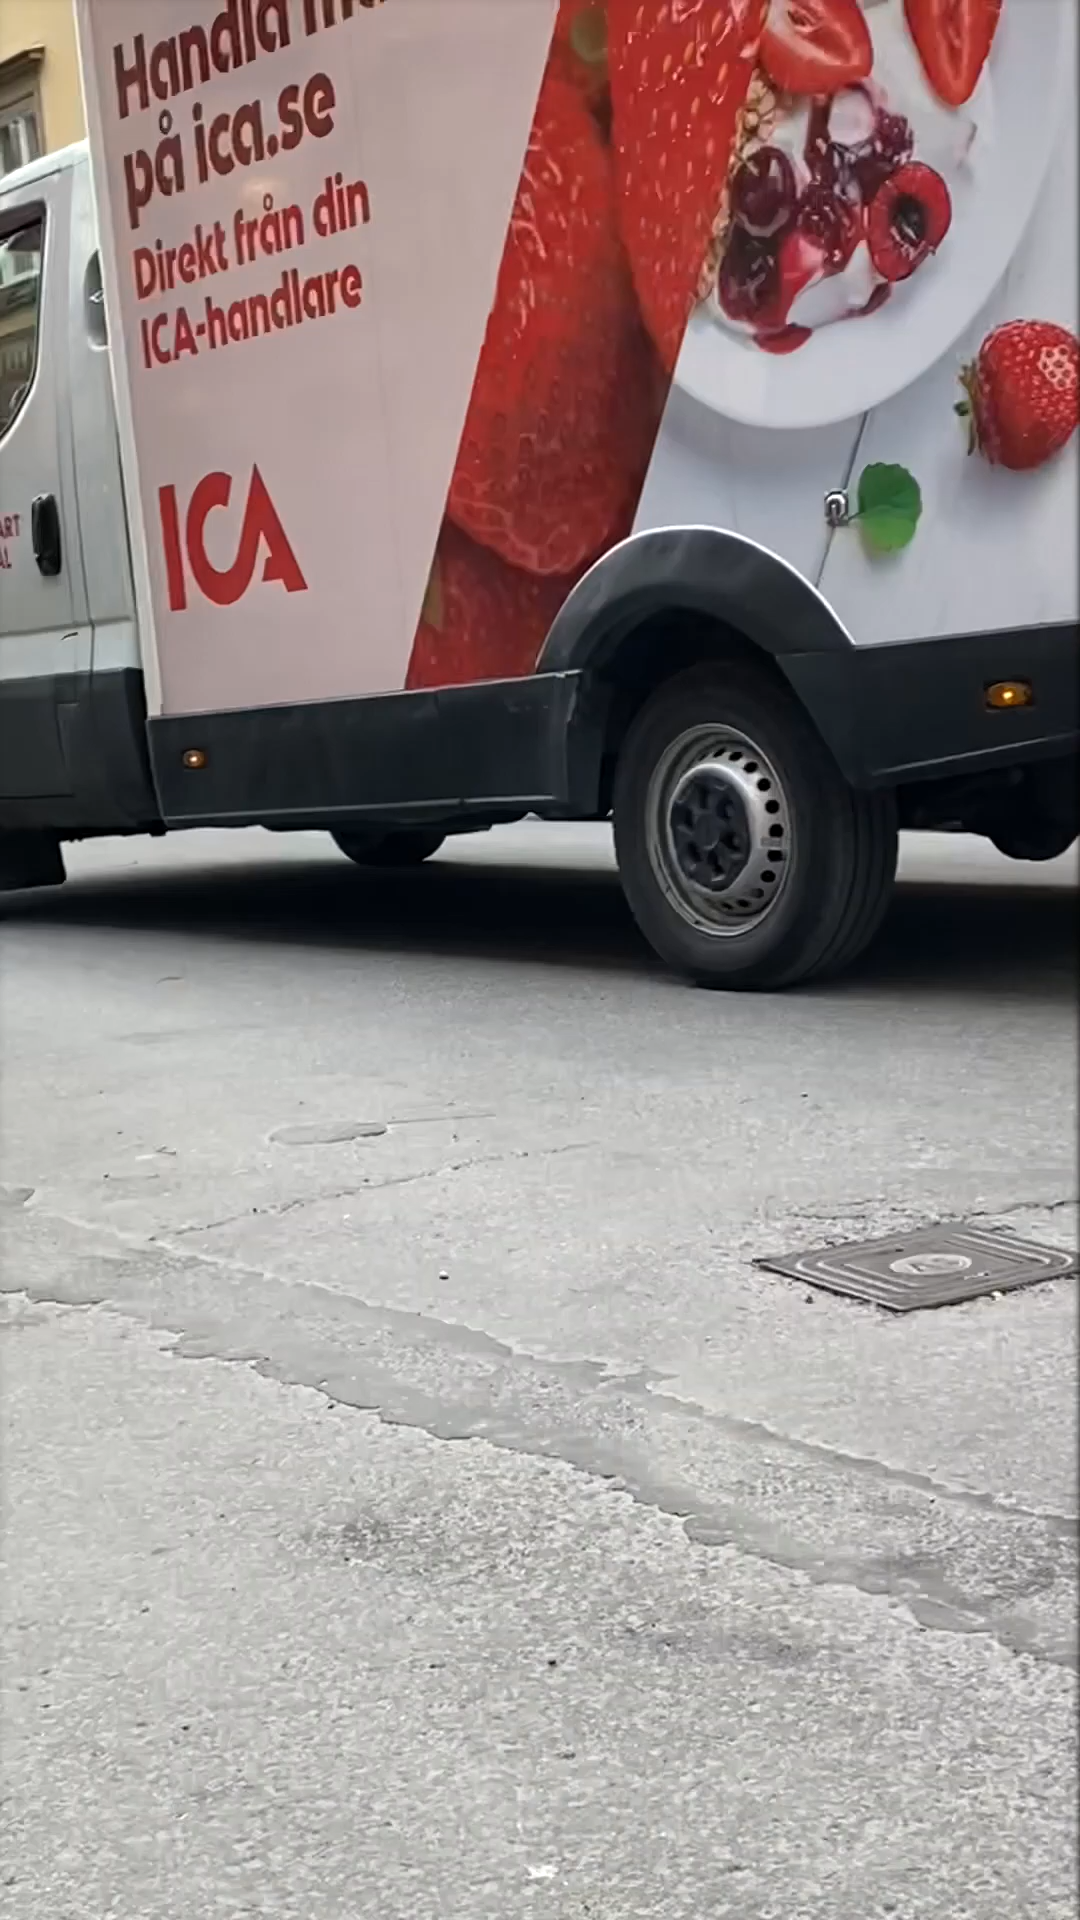 Handla
på ica.se
Direkt från din
ICA-handlare
ICA